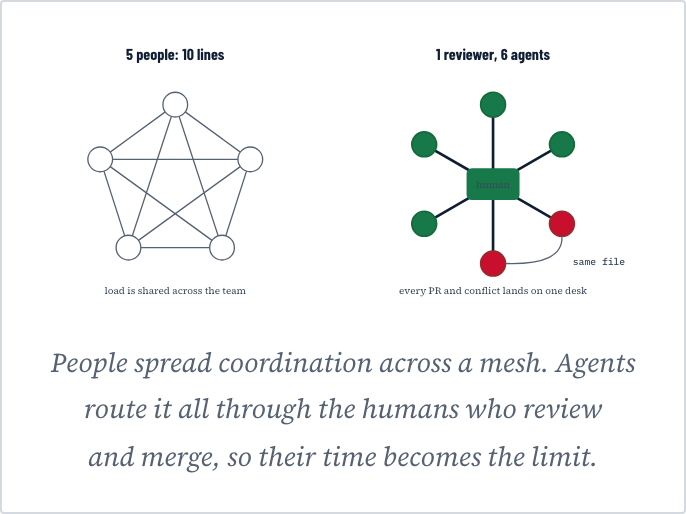 5 people: 10 lines
1 reviewer, 6 agents
human
same file
load is shared across the team
every PR and conflict lands on one desk
People spread coordination across a mesh. Agents
route it all through the humans who review
and merge, so their time becomes the limit.